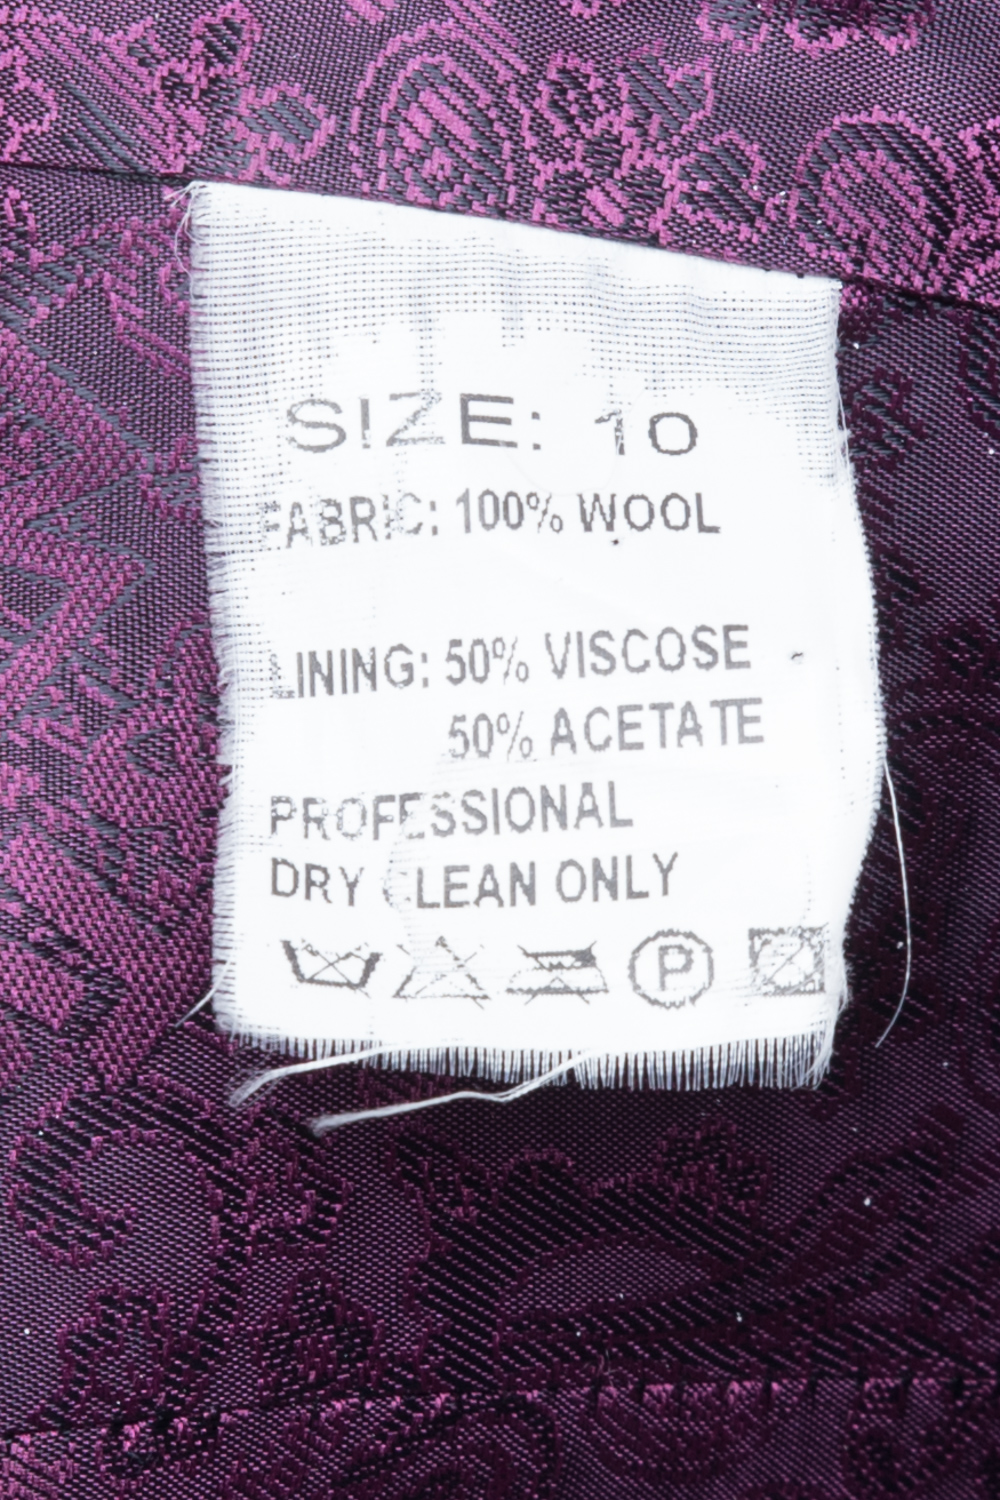 SIZE: 10
FABRIC: 100% WOOL
LINING: 50% VISCOSE
50% ACETATE
PROFESSIONAL
DRY CLEAN ONLY
P